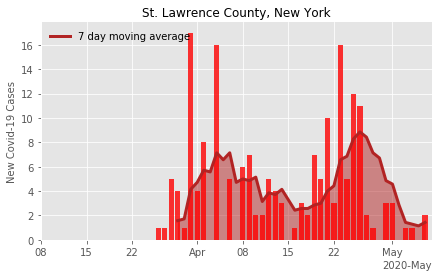 St. Lawrence County, New York
7 day moving average
New Covid-19 Cases
16
14
12
10
8
6
4
2
0
08
15
22
Apr
08
15
22
May
2020-May